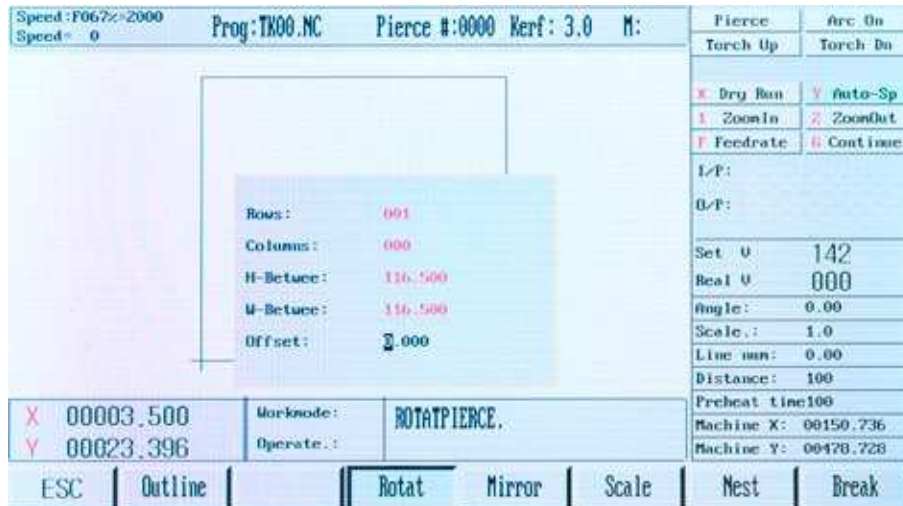 Speed:F067%=2000
Speed= 0
Prog:TK00.NC
Pierce #:0000
Kerf: 3.0
M:
Pierce
Arc On
Torch Up
Torch Dn
X Dry Run
Y Auto-Sp
1 ZoomIn
2 ZoomOut
F Feedrate
G Continue
I/P:
O/P:
Set V 142
Real V 000
Angle: 0.00
Scale.: 1.0
Line num: 0.00
Distance: 100
Preheat time100
Machine X: 00150.736
Machine Y: 00478.728
Rows: 001
Columns: 000
H-Betwee: 116.500
W-Betwee: 116.500
Offset: 0.000
X 00003.500
Y 00023.396
Workmode:
Operate.:
ROTATPIERCE.
ESC
Outline
Rotat
Mirror
Scale
Nest
Break